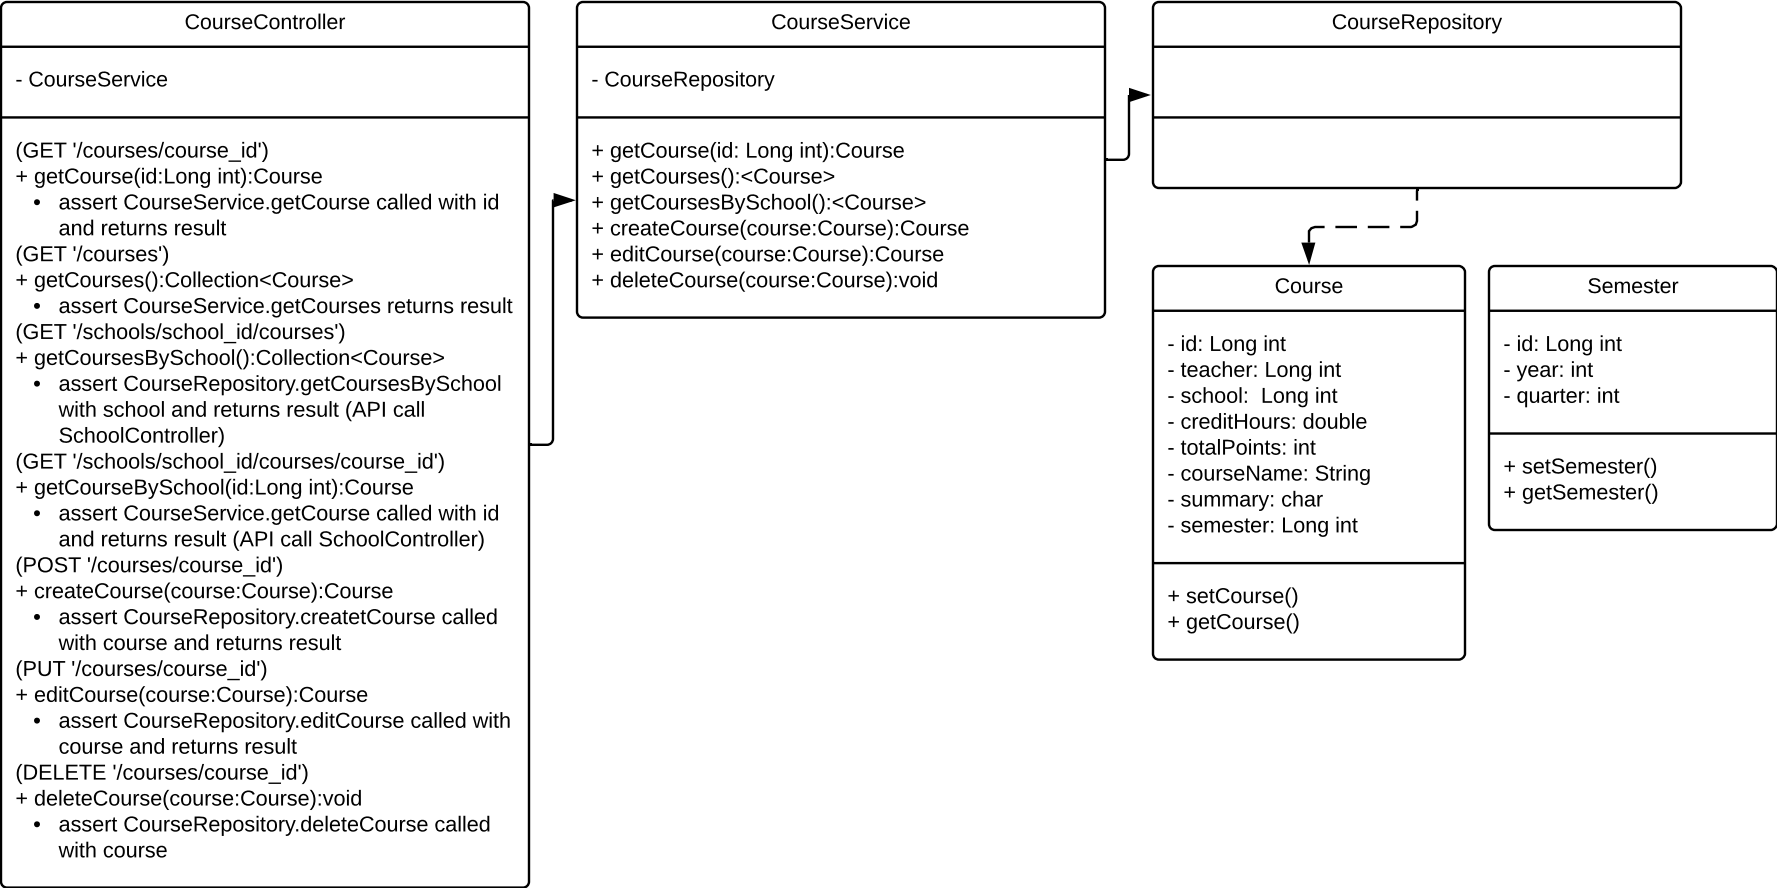 CourseController
- CourseService
(GET '/courses/course_id')
+ getCourse(id:Long int):Course
• assert CourseService.getCourse called with id
and returns result
(GET '/courses')
+ getCourses():Collection<Course>
• assert CourseService.getCourses returns result
(GET '/schools/school_id/courses')
+ getCoursesBySchool():Collection<Course>
• assert CourseRepository.getCoursesBySchool
with school and returns result (API call
SchoolController)
(GET '/schools/school_id/courses/course_id')
+ getCourseBySchool(id:Long int):Course
• assert CourseService.getCourse called with id
and returns result (API call SchoolController)
(POST '/courses/course_id')
+ createCourse(course:Course):Course
• assert CourseRepository.createtCourse called
with course and returns result
(PUT '/courses/course_id')
+ editCourse(course:Course):Course
• assert CourseRepository.editCourse called with
course and returns result
(DELETE '/courses/course_id')
+ deleteCourse(course:Course):void
• assert CourseRepository.deleteCourse called
with course
CourseService
- CourseRepository
+ getCourse(id: Long int):Course
+ getCourses():<Course>
+ getCoursesBySchool():<Course>
+ createCourse(course:Course):Course
+ editCourse(course:Course):Course
+ deleteCourse(course:Course):void
CourseRepository
Course
- id: Long int
- teacher: Long int
- school:  Long int
- creditHours: double
- totalPoints: int
- courseName: String
- summary: char
- semester: Long int
+ setCourse()
+ getCourse()
Semester
- id: Long int
- year: int
- quarter: int
+ setSemester()
+ getSemester()